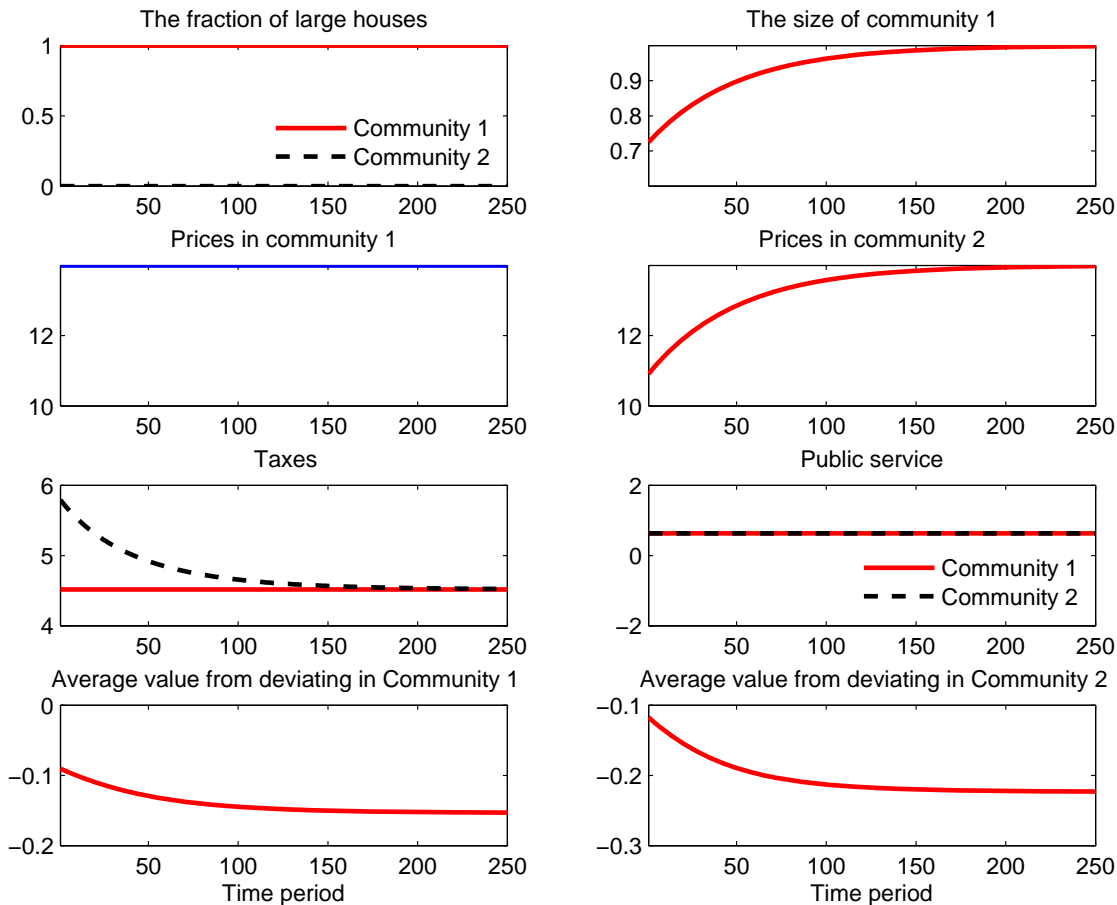 The fraction of large houses
1
0.5
0
Community 1
Community 2
50 100 150 200 250
The size of community 1
0.9
0.8
0.7
50 100 150 200 250
Prices in community 1
12
10
50 100 150 200 250
Prices in community 2
12
10
50 100 150 200 250
Taxes
6
5
4
50 100 150 200 250
Public service
2
0
−2
Community 1
Community 2
50 100 150 200 250
Average value from deviating in Community 1
0
−0.1
−0.2
50 100 150 200 250
Time period
Average value from deviating in Community 2
−0.1
−0.2
−0.3
50 100 150 200 250
Time period